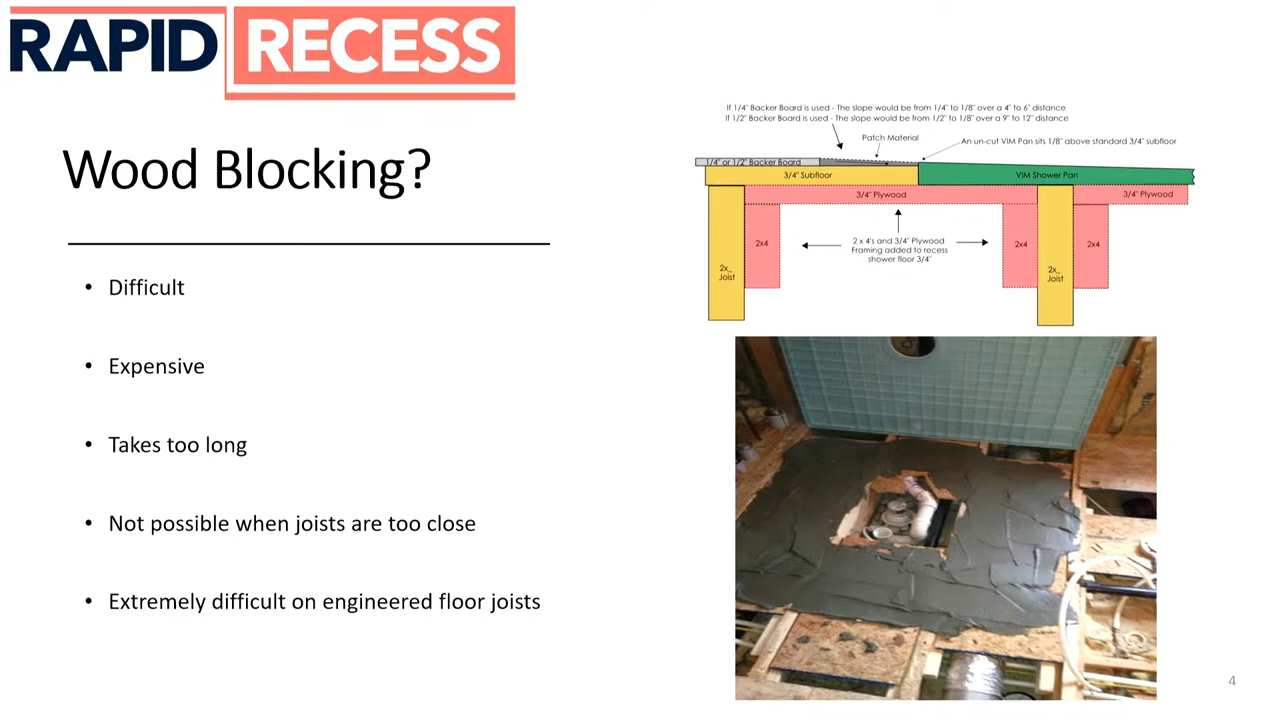 RAPID RECESS
Wood Blocking?
• Difficult
• Expensive
• Takes too long
• Not possible when joists are too close
• Extremely difficult on engineered floor joists
If 1/4" Backer Board is used - The slope would be from 1/4" to 1/8" over a 4" to 6" distance
If 1/2" Backer Board is used - The slope would be from 1/2" to 1/8" over a 9" to 12" distance
Patch Material
An un-cut VIM Pan sits 1/8" above standard 3/4" subfloor
1/4" or 1/2" Backer Board
3/4" Subfloor
VIM Shower Pan
3/4" Plywood
3/4" Plywood
2x4
2 x 4's and 3/4" Plywood
Framing added to recess
shower floor 3/4"
2x4
2x4
2x_
Joist
2x_
Joist
4